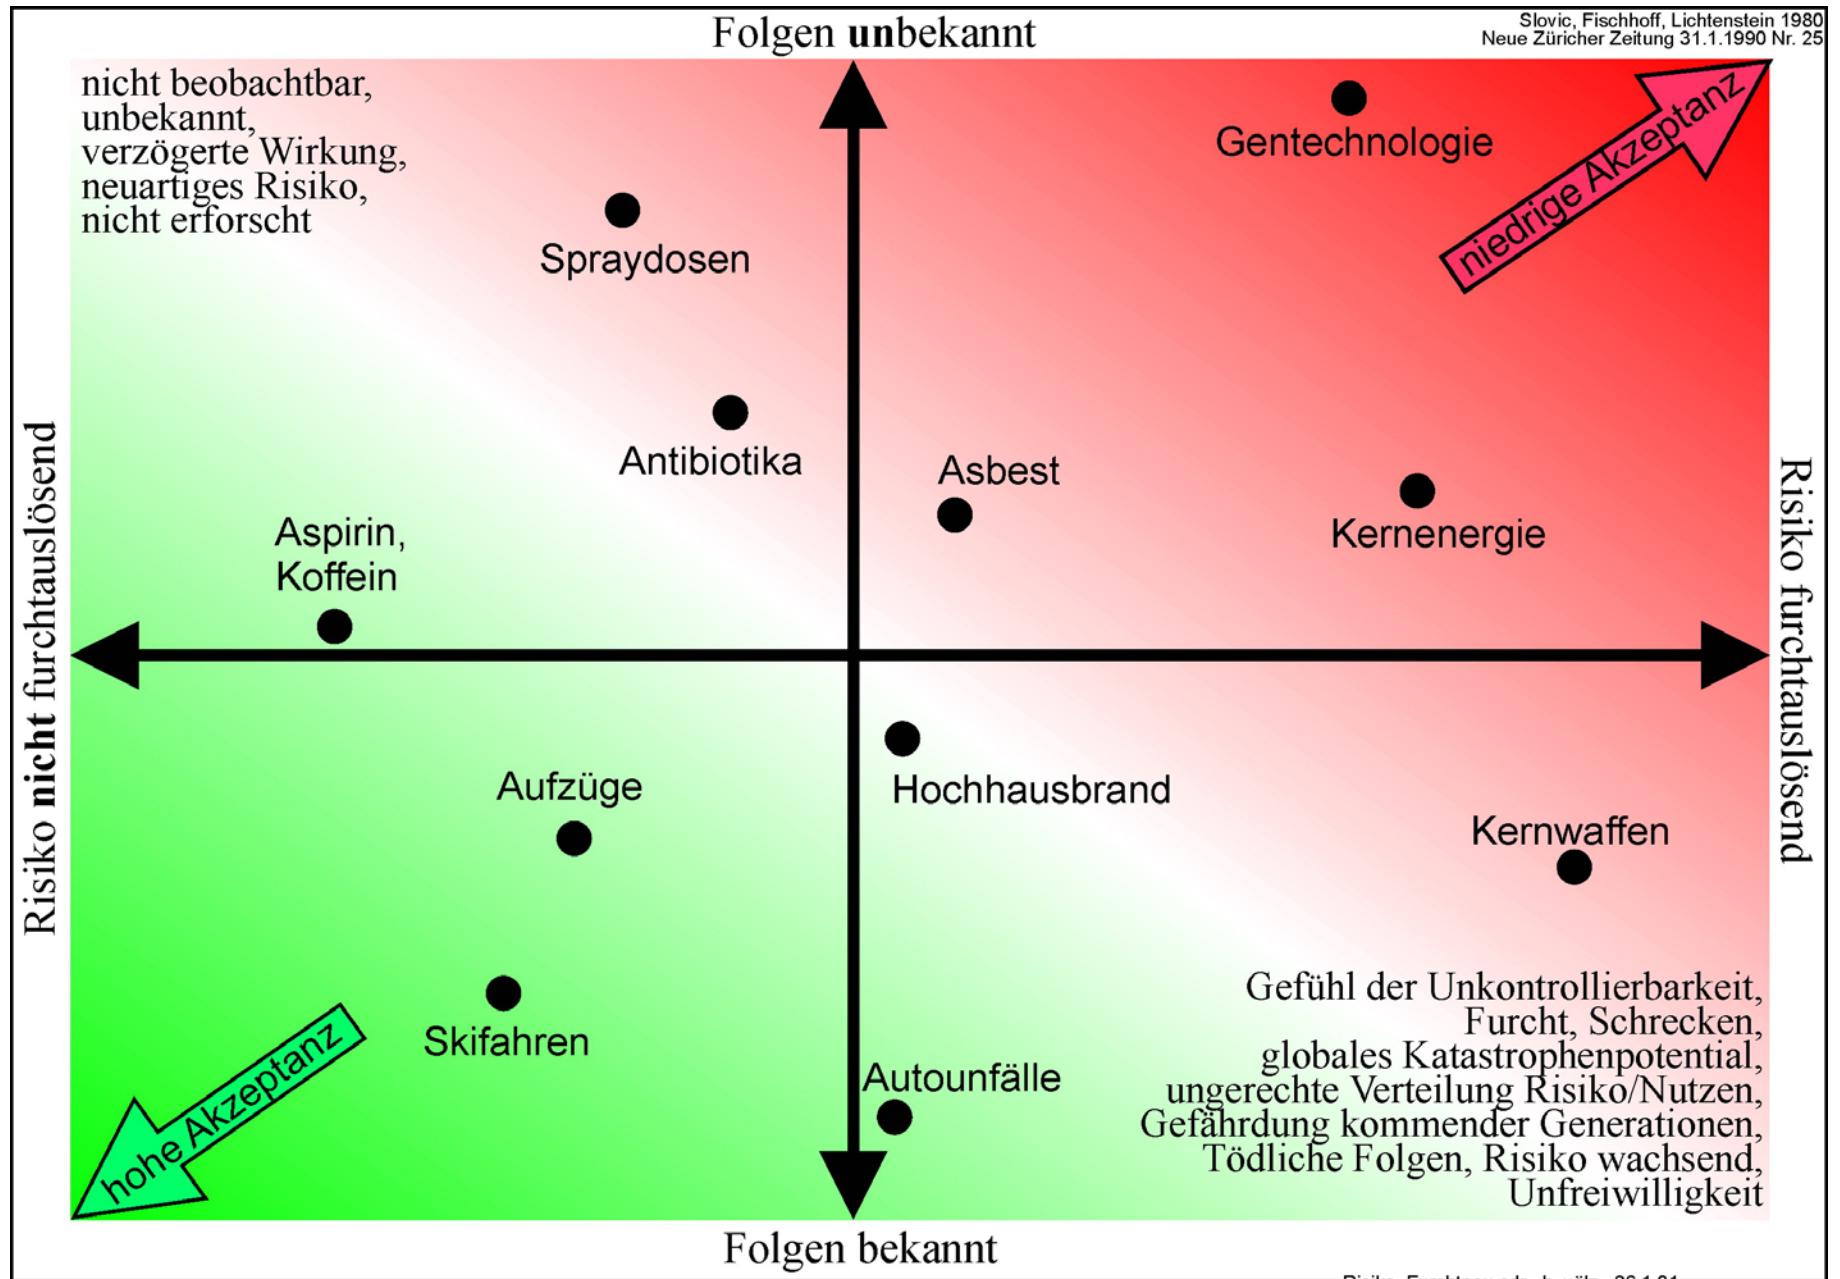 Folgen unbekannt
Slovic, Fischhoff, Lichtenstein 1980
Neue Züricher Zeitung 31.1.1990 Nr. 25
nicht beobachtbar,
unbekannt,
verzögerte Wirkung,
neuartiges Risiko,
nicht erforscht
Gentechnologie
niedrige Akzeptanz
Spraydosen
Antibiotika
Asbest
Kernenergie
Aspirin,
Koffein
Risiko nicht furchtauslösend
Risiko furchtauslösend
Aufzüge
Hochhausbrand
Kernwaffen
Skifahren
hohe Akzeptanz
Autounfälle
Gefühl der Unkontrollierbarkeit,
Furcht, Schrecken,
globales Katastrophenpotential,
ungerechte Verteilung Risiko/Nutzen,
Gefährdung kommender Generationen,
Tödliche Folgen, Risiko wachsend,
Unfreiwilligkeit
Folgen bekannt